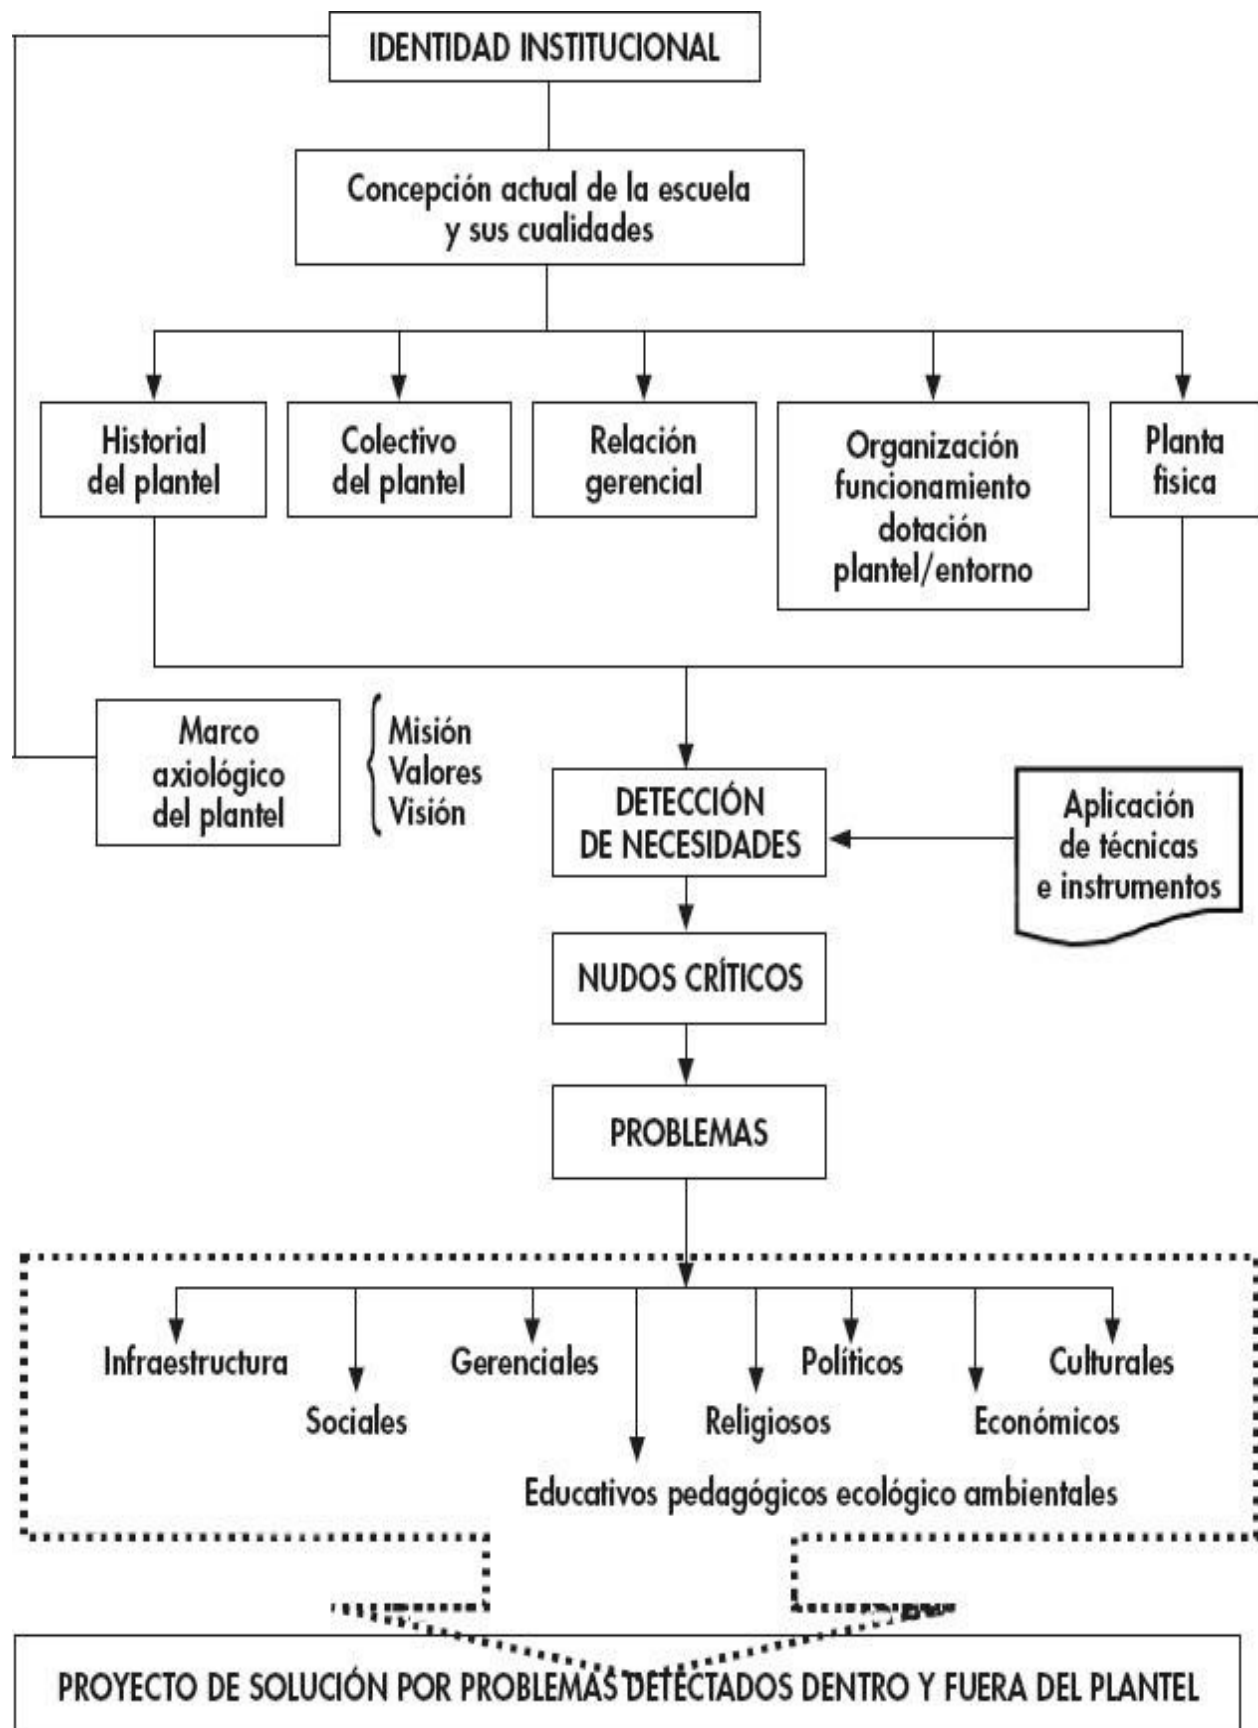 IDENTIDAD INSTITUCIONAL
Concepción actual de la escuela
y sus cualidades
Historial
del plantel
Colectivo
del plantel
Relación
gerencial
Organización
funcionamiento
dotación
plantel/entorno
Planta
física
Marco
axiológico
del plantel
Misión
Valores
Visión
DETECCIÓN
DE NECESIDADES
Aplicación
de técnicas
e instrumentos
NUDOS CRÍTICOS
PROBLEMAS
Infraestructura
Gerenciales
Políticos
Culturales
Sociales
Religiosos
Económicos
Educativos pedagógicos ecológico ambientales
PROYECTO DE SOLUCIÓN POR PROBLEMAS DETECTADOS DENTRO Y FUERA DEL PLANTEL